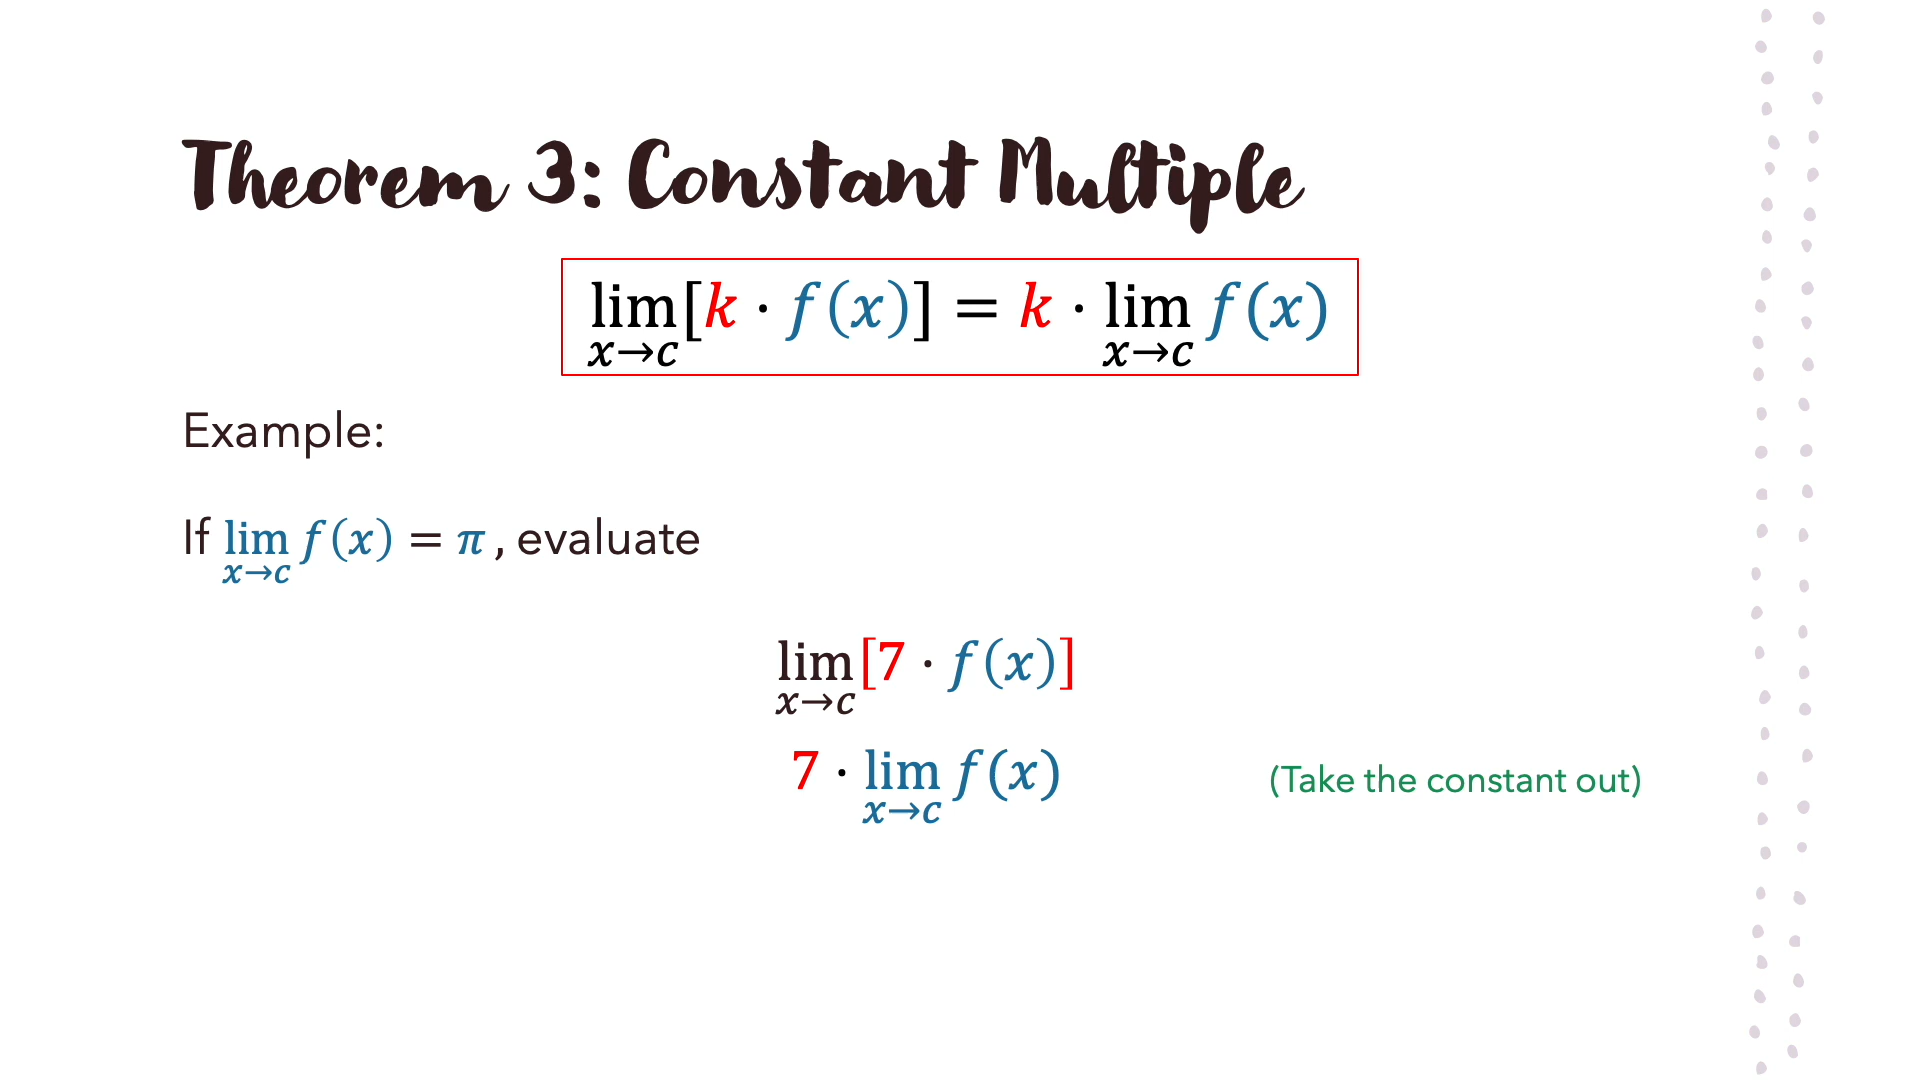 Theorem 3: Constant Multiple
lim x→c [k · f(x)] = k · lim x→c f(x)
Example:
If lim x→c f(x) = π , evaluate
lim x→c [7 · f(x)]
7 · lim x→c f(x) (Take the constant out)